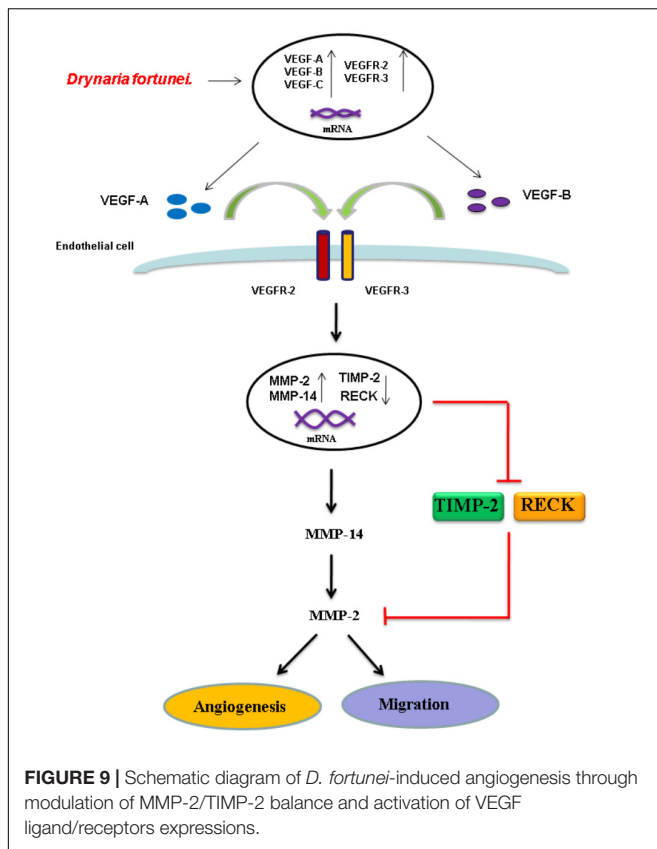 VEGF-A
VEGF-B
VEGF-C
VEGFR-2
VEGFR-3
Drynaria fortunei.
mRNA
VEGF-A
VEGF-B
Endothelial cell
VEGFR-2
VEGFR-3
MMP-2
MMP-14
TIMP-2
RECK
mRNA
TIMP-2
RECK
MMP-14
MMP-2
Angiogenesis
Migration
FIGURE 9 | Schematic diagram of D. fortunei-induced angiogenesis through
modulation of MMP-2/TIMP-2 balance and activation of VEGF
ligand/receptors expressions.